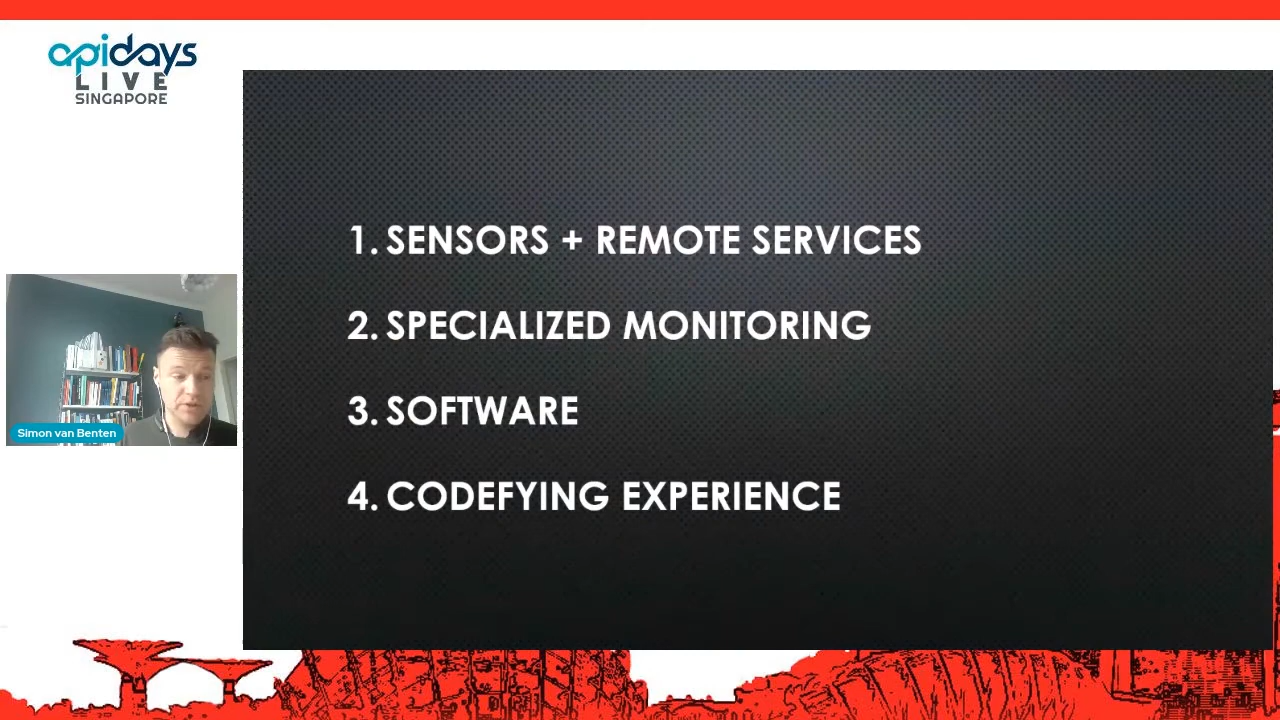 apidays
LIVE
SINGAPORE
1. SENSORS + REMOTE SERVICES
2. SPECIALIZED MONITORING
3. SOFTWARE
4. CODEFYING EXPERIENCE
Simon van Benten